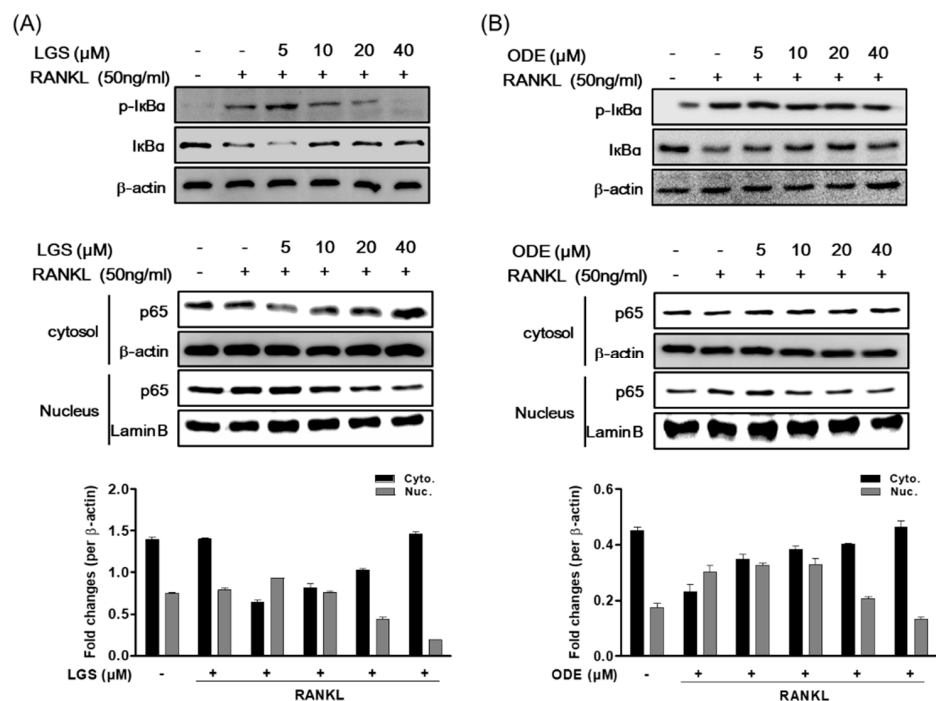 (A)
LGS (μM) - - 5 10 20 40
RANKL (50ng/ml) - + + + + +
p-IκBα
IκBα
β-actin
LGS (μM) - - 5 10 20 40
RANKL (50ng/ml) - + + + + +
cytosol
p65
β-actin
Nucleus
p65
Lamin B
Cyto.
Nuc.
Fold changes (per β-actin)
2.0
1.5
1.0
0.5
0.0
LGS (μM) - + + + + +
RANKL
(B)
ODE (μM) - - 5 10 20 40
RANKL (50ng/ml) - + + + + +
p-IκBα
IκBα
β-actin
ODE (μM) - - 5 10 20 40
RANKL (50ng/ml) - + + + + +
cytosol
p65
β-actin
Nucleus
p65
Lamin B
Cyto.
Nuc.
Fold changes (per β-actin)
0.6
0.4
0.2
0.0
ODE (μM) - + + + + +
RANKL